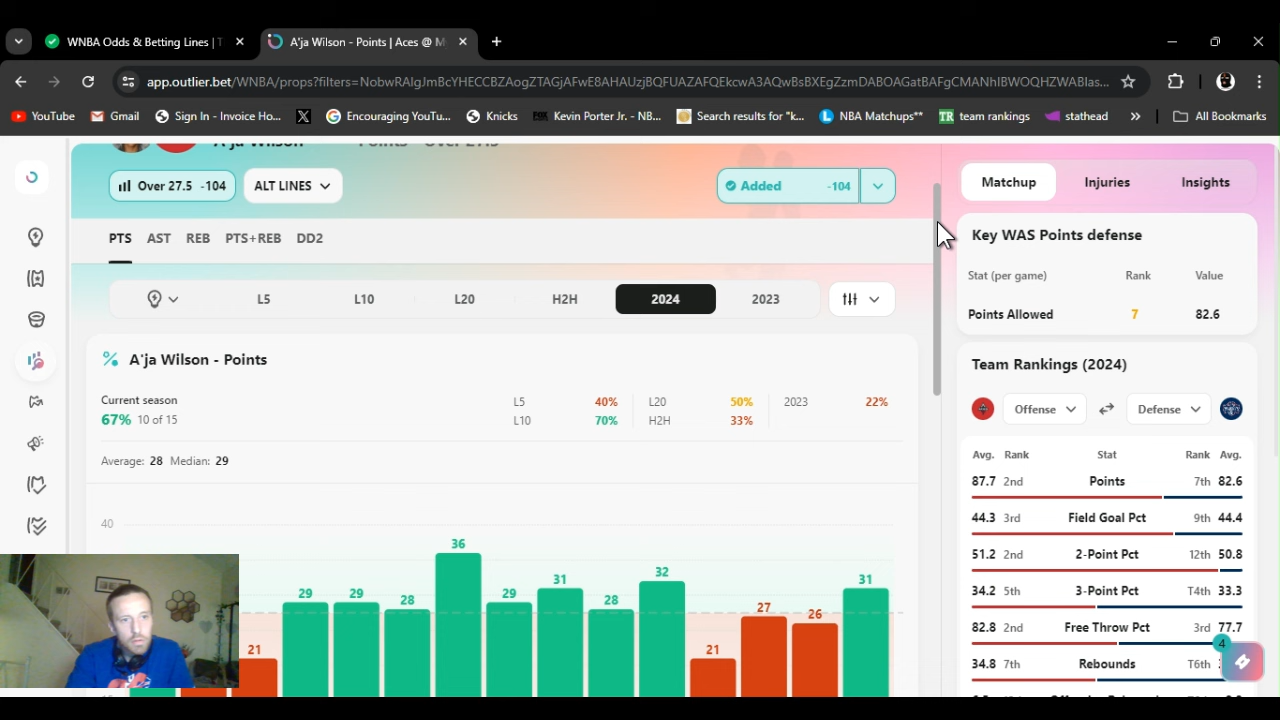 WNBA Odds & Betting Lines | T
A'ja Wilson - Points | Aces @ M
app.outlier.bet/WNBA/props?filters=NobwRAlgJmBcYHECCBZAogZTAGjAFwE8AHAUzjBQFUAZAFQEkcwA3AQwBsBXEgZzmDABOAGatBAFgCMANhIBWOQHZWABlas...
YouTube
Gmail
Sign In - Invoice Ho...
Encouraging YouTu...
Knicks
Kevin Porter Jr. - NB...
Search results for "k...
NBA Matchups**
TR team rankings
stathead
»
All Bookmarks
Over 27.5 -104
ALT LINES
Added -104
PTS AST REB PTS+REB DD2
L5 L10 L20 H2H 2024 2023
A'ja Wilson - Points
Current season
67% 10 of 15
L5 40% L20 50% 2023 22%
L10 70% H2H 33%
Average: 28 Median: 29
40
21
29
29
28
36
29
31
28
32
21
27
26
31
Matchup Injuries Insights
Key WAS Points defense
Stat (per game) Rank Value
Points Allowed 7 82.6
Team Rankings (2024)
Offense Defense
Avg. Rank Stat Rank Avg.
87.7 2nd Points 7th 82.6
44.3 3rd Field Goal Pct 9th 44.4
51.2 2nd 2-Point Pct 12th 50.8
34.2 5th 3-Point Pct T4th 33.3
82.8 2nd Free Throw Pct 3rd 77.7
4
34.8 7th Rebounds T6th